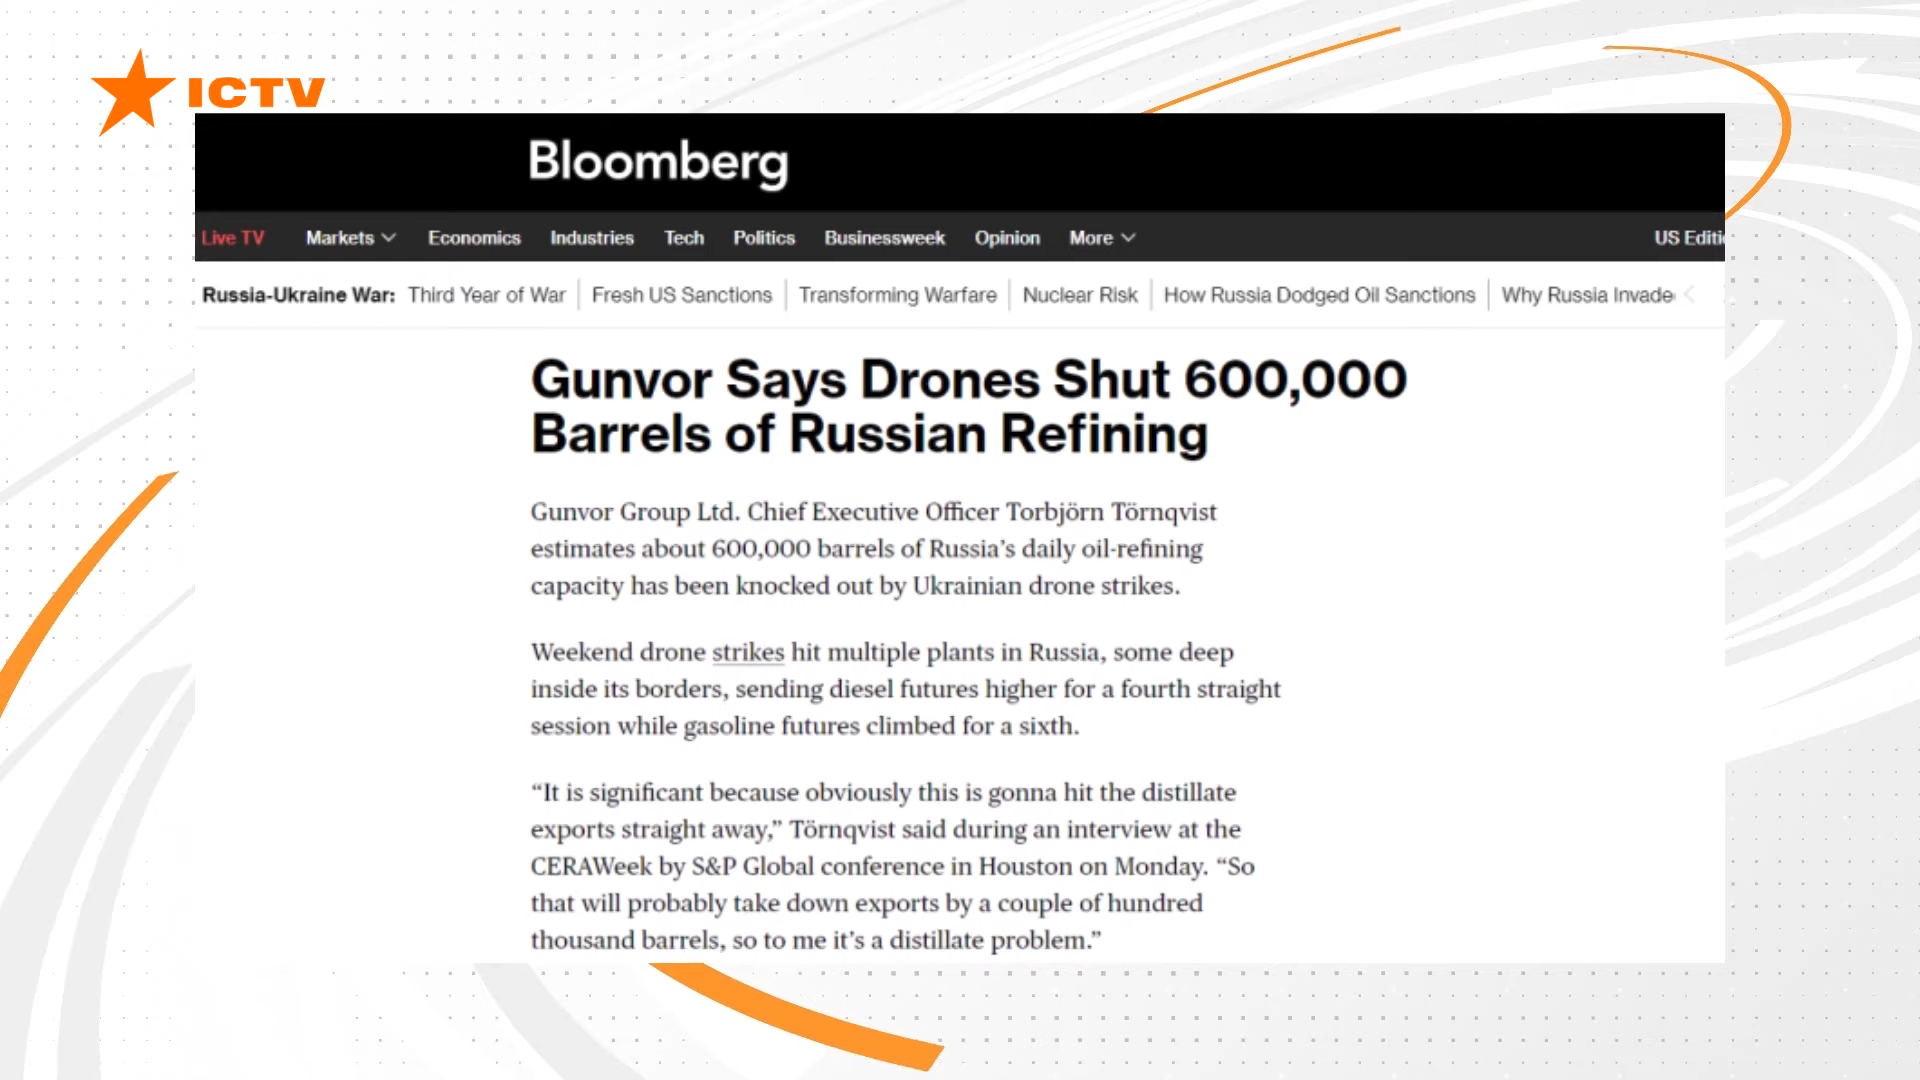 ICTV
Bloomberg
Live TV Markets Economics Industries Tech Politics Businessweek Opinion More US Editi
Russia-Ukraine War: Third Year of War Fresh US Sanctions Transforming Warfare Nuclear Risk How Russia Dodged Oil Sanctions Why Russia Invade
Gunvor Says Drones Shut 600,000
Barrels of Russian Refining
Gunvor Group Ltd. Chief Executive Officer Torbjörn Törnqvist
estimates about 600,000 barrels of Russia’s daily oil-refining
capacity has been knocked out by Ukrainian drone strikes.
Weekend drone strikes hit multiple plants in Russia, some deep
inside its borders, sending diesel futures higher for a fourth straight
session while gasoline futures climbed for a sixth.
“It is significant because obviously this is gonna hit the distillate
exports straight away,” Törnqvist said during an interview at the
CERAWeek by S&P Global conference in Houston on Monday. “So
that will probably take down exports by a couple of hundred
thousand barrels, so to me it’s a distillate problem.”